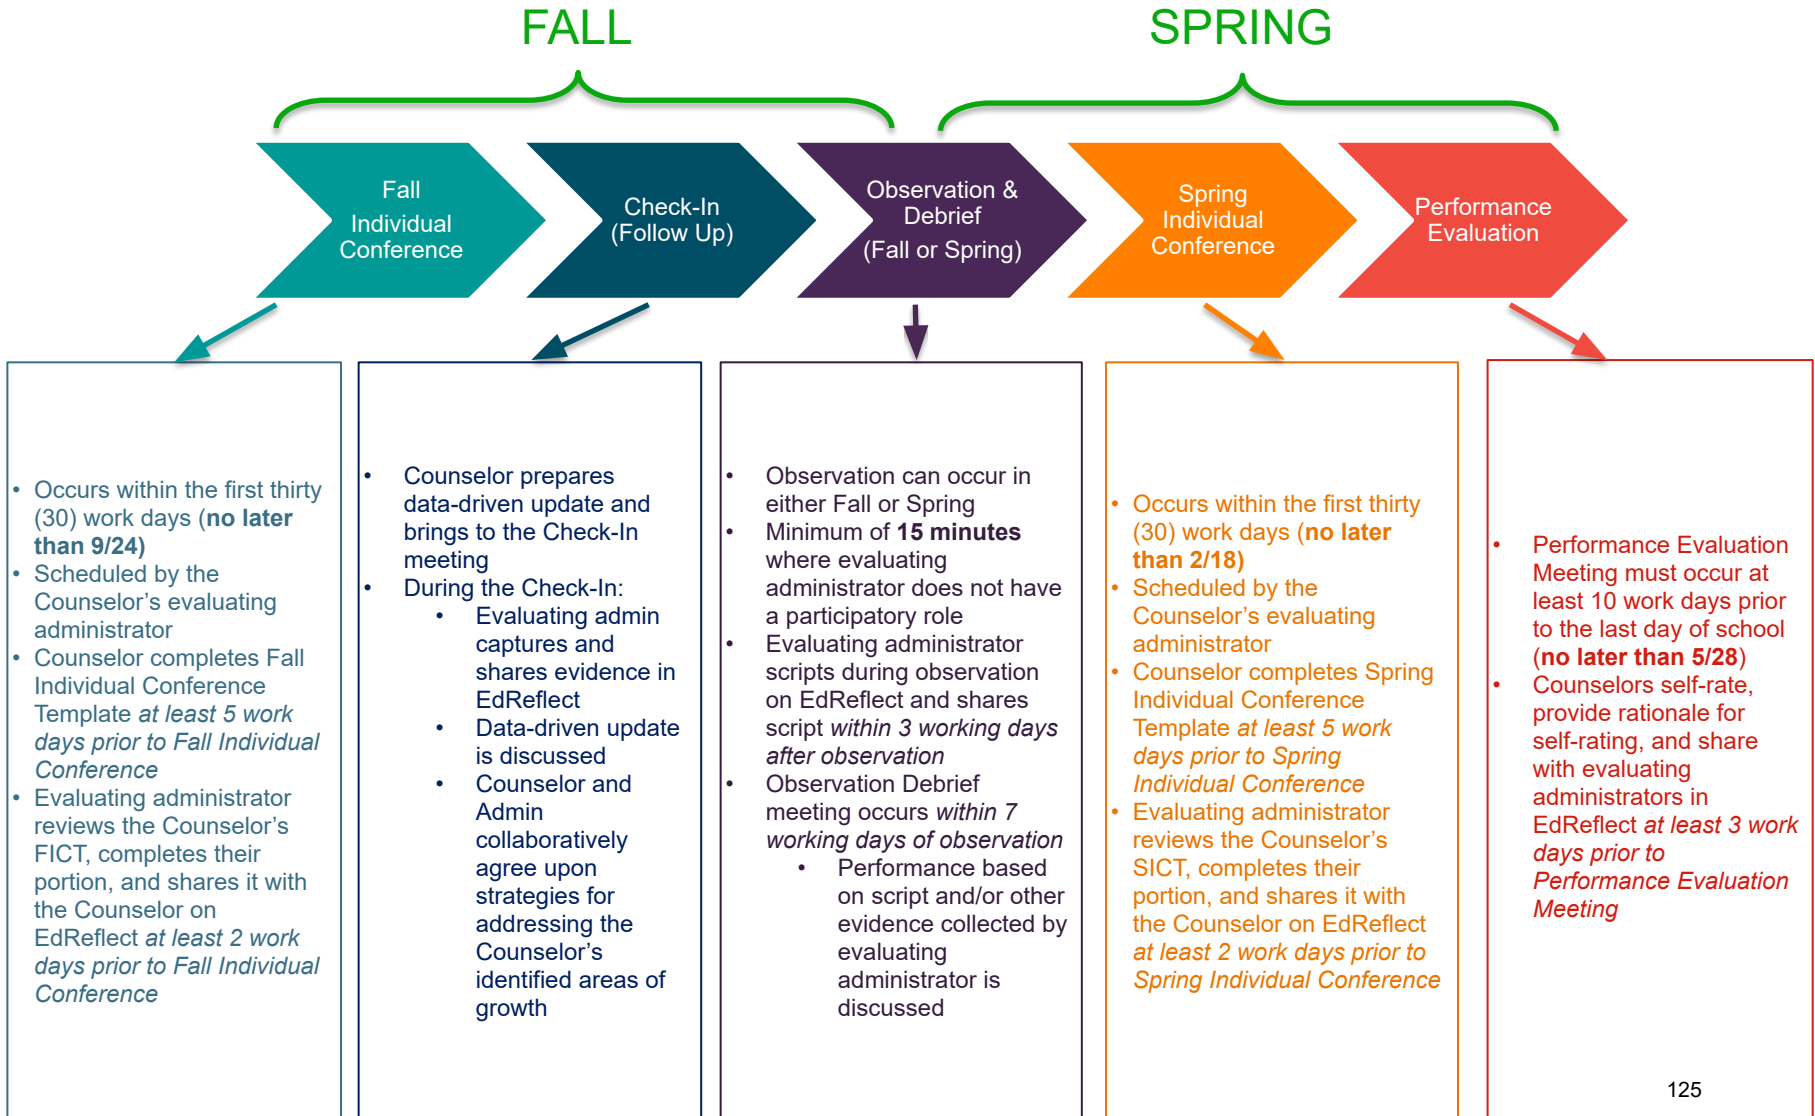 FALL
SPRING
Fall
Individual
Conference
Check-In
(Follow Up)
Observation &
Debrief
(Fall or Spring)
Spring
Individual
Conference
Performance
Evaluation
• Occurs within the first thirty
(30) work days (no later
than 9/24)
• Scheduled by the
Counselor’s evaluating
administrator
• Counselor completes Fall
Individual Conference
Template at least 5 work
days prior to Fall Individual
Conference
• Evaluating administrator
reviews the Counselor’s
FICT, completes their
portion, and shares it with
the Counselor on
EdReflect at least 2 work
days prior to Fall Individual
Conference
• Counselor prepares
data-driven update and
brings to the Check-In
meeting
• During the Check-In:
• Evaluating admin
captures and
shares evidence in
EdReflect
• Data-driven update
is discussed
• Counselor and
Admin
collaboratively
agree upon
strategies for
addressing the
Counselor’s
identified areas of
growth
• Observation can occur in
either Fall or Spring
• Minimum of 15 minutes
where evaluating
administrator does not have
a participatory role
• Evaluating administrator
scripts during observation
on EdReflect and shares
script within 3 working days
after observation
• Observation Debrief
meeting occurs within 7
working days of observation
• Performance based
on script and/or other
evidence collected by
evaluating
administrator is
discussed
• Occurs within the first thirty
(30) work days (no later
than 2/18)
• Scheduled by the
Counselor’s evaluating
administrator
• Counselor completes Spring
Individual Conference
Template at least 5 work
days prior to Spring
Individual Conference
• Evaluating administrator
reviews the Counselor’s
SICT, completes their
portion, and shares it with
the Counselor on EdReflect
at least 2 work days prior to
Spring Individual Conference
• Performance Evaluation
Meeting must occur at
least 10 work days prior
to the last day of school
(no later than 5/28)
• Counselors self-rate,
provide rationale for
self-rating, and share
with evaluating
administrators in
EdReflect at least 3 work
days prior to
Performance Evaluation
Meeting
125